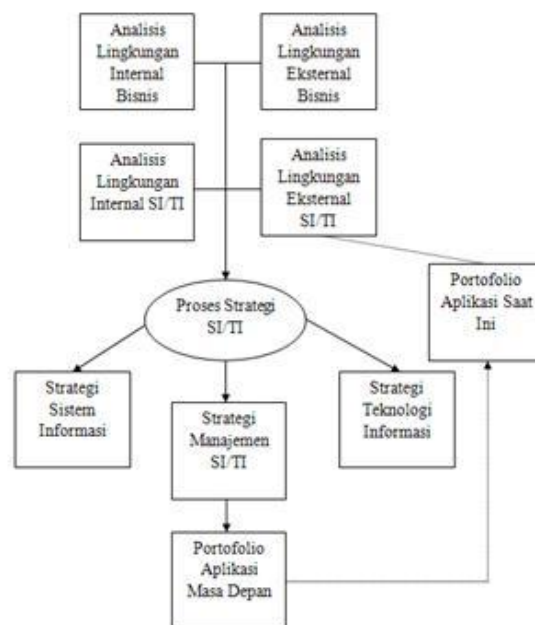 Analisis
Lingkungan
Internal
Bisnis
Analisis
Lingkungan
Eksternal
Bisnis
Analisis
Lingkungan
Internal SI/TI
Analisis
Lingkungan
Eksternal
SI/TI
Portofolio
Aplikasi Saat
Ini
Proses Strategi
SI/TI
Strategi
Sistem
Informasi
Strategi
Manajemen
SI/TI
Strategi
Teknologi
Informasi
Portofolio
Aplikasi
Masa Depan